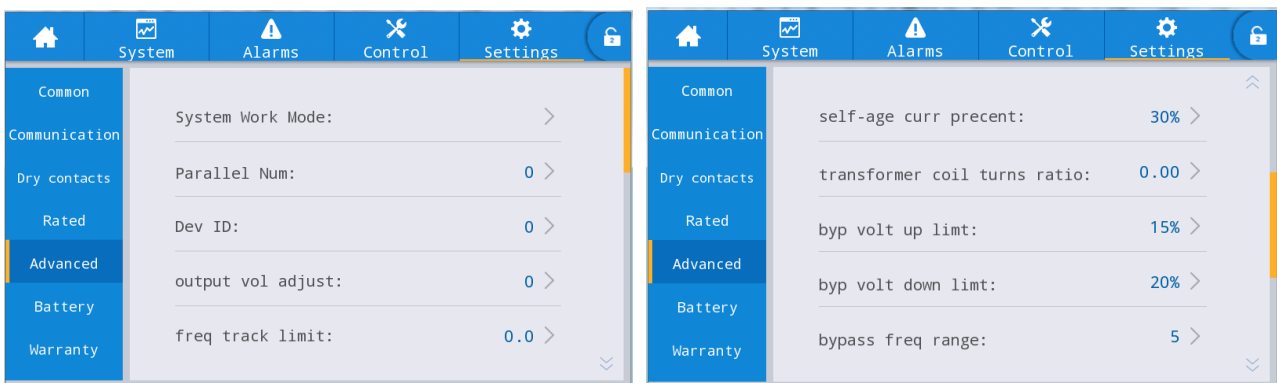 System Alarms Control Settings
2
Common
Communication
Dry contacts
Rated
Advanced
Battery
Warranty
System Work Mode:
Parallel Num: 0
Dev ID: 0
output vol adjust: 0
freq track limit: 0.0
System Alarms Control Settings
2
Common
Communication
Dry contacts
Rated
Advanced
Battery
Warranty
self-age curr precent: 30%
transformer coil turns ratio: 0.00
byp volt up limt: 15%
byp volt down limt: 20%
bypass freq range: 5